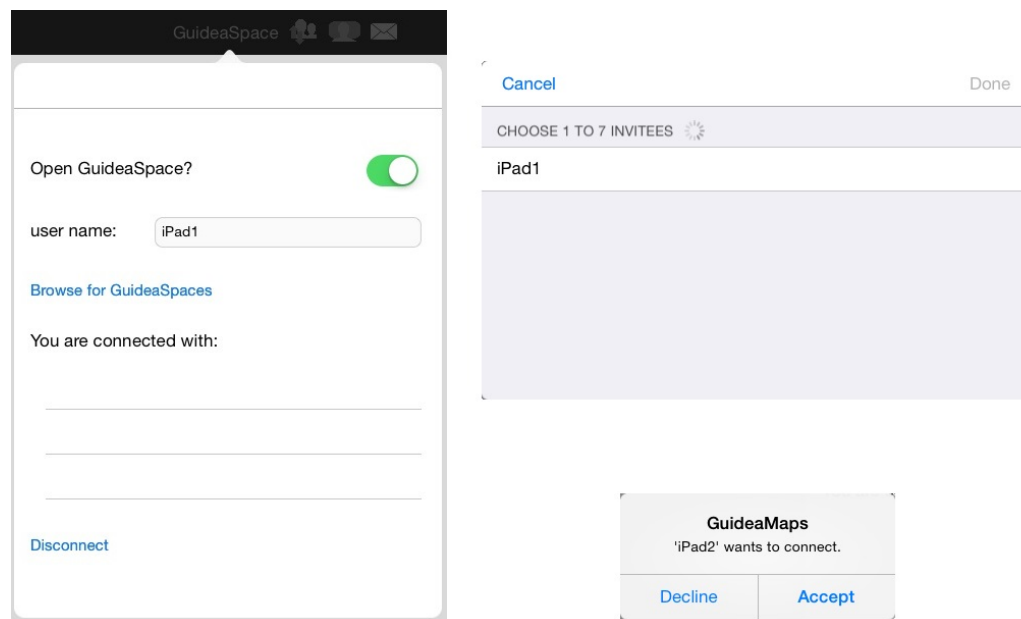 GuideaSpace
Open GuideaSpace?
user name: iPad1
Browse for GuideaSpaces
You are connected with:
Disconnect
Cancel Done
CHOOSE 1 TO 7 INVITEES
iPad1
GuideaMaps
'iPad2' wants to connect.
Decline Accept